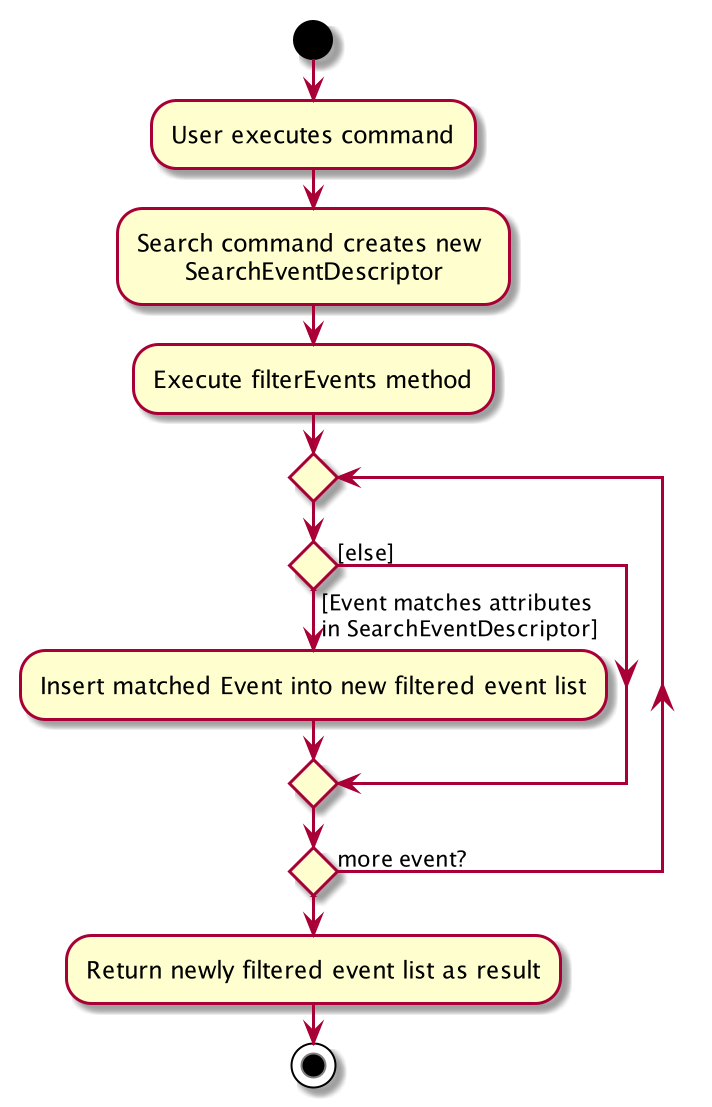 User executes command
Search command creates new
SearchEventDescriptor
Execute filterEvents method
[else]
[Event matches attributes
in SearchEventDescriptor]
Insert matched Event into new filtered event list
more event?
Return newly filtered event list as result